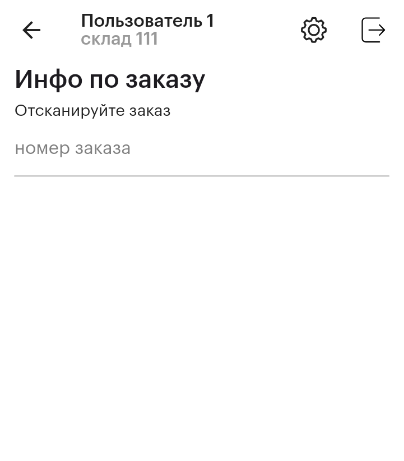 Пользователь 1
склад 111
Инфо по заказу
Отсканируйте заказ
номер заказа